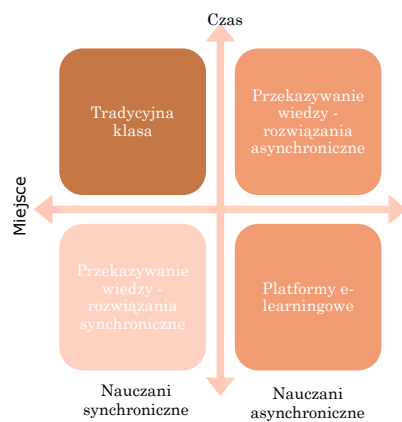 Czas
Tradycyjna
klasa
Przekazywanie
wiedzy -
rozwiązania
asynchroniczne
Miejsce
Przekazywanie
wiedzy -
rozwiązania
synchroniczne
Platformy e-
learningowe
Nauczani
synchroniczne
Nauczani
asynchroniczne